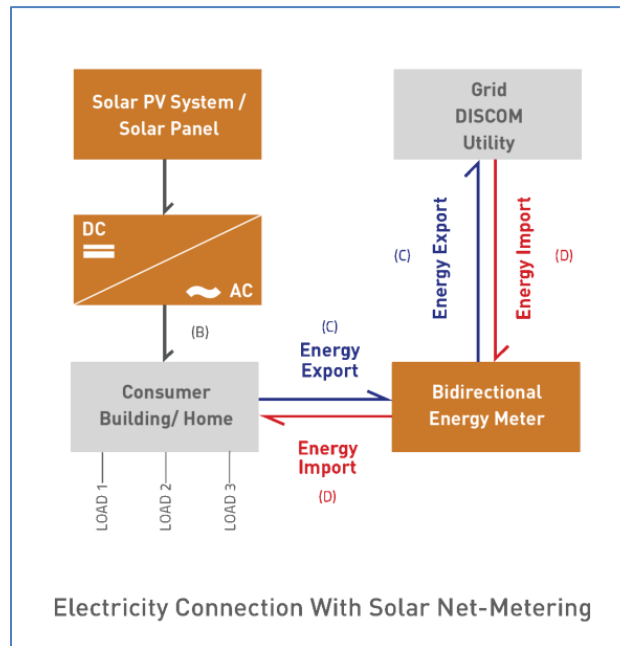 Solar PV System /
Solar Panel
Grid
DISCOM
Utility
DC
AC
(B)
(C)
Energy Export
Energy Import
(D)
(C)
Energy
Export
Consumer
Building/ Home
Bidirectional
Energy Meter
Energy
Import
(D)
LOAD 1
LOAD 2
LOAD 3
Electricity Connection With Solar Net-Metering